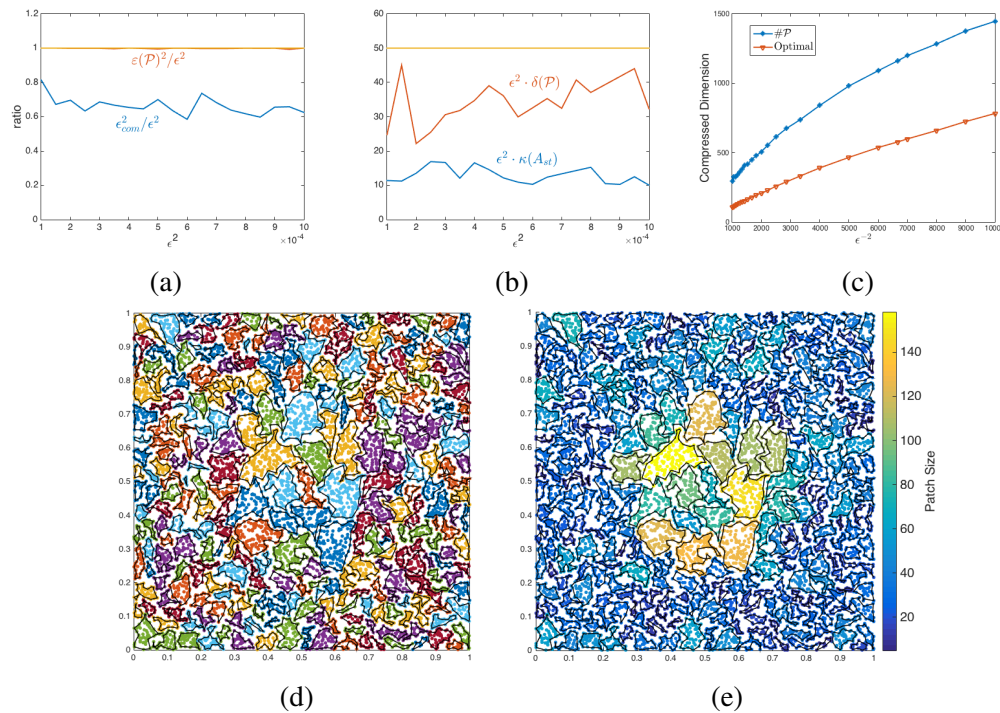 ratio
1.2
1
0.8
0.6
0.4
0.2
0
ε(𝒫)²/ϵ²
ϵ²_com/ϵ²
1 2 3 4 5 6 7 8 9 10
ϵ² ×10⁻⁴
(a)
60
50
40
30
20
10
0
ϵ² · δ(𝒫)
ϵ² · κ(A_st)
1 2 3 4 5 6 7 8 9 10
ϵ² ×10⁻⁴
(b)
Compressed Dimension
1500
1000
500
0
#𝒫
Optimal
1000 2000 3000 4000 5000 6000 7000 8000 9000 10000
ϵ⁻²
(c)
1
0.9
0.8
0.7
0.6
0.5
0.4
0.3
0.2
0.1
0
0 0.1 0.2 0.3 0.4 0.5 0.6 0.7 0.8 0.9 1
(d)
1
0.9
0.8
0.7
0.6
0.5
0.4
0.3
0.2
0.1
0
0 0.1 0.2 0.3 0.4 0.5 0.6 0.7 0.8 0.9 1
140
120
100
80
60
40
20
Patch Size
(e)